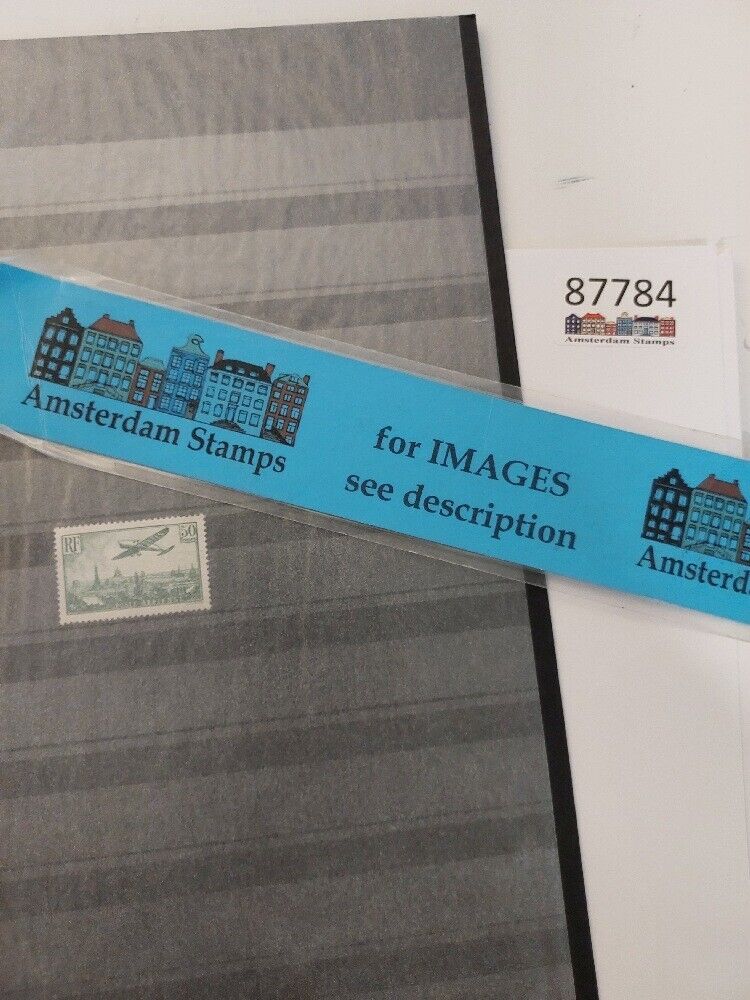 87784
Amsterdam Stamps
Amsterdam Stamps
for IMAGES
see description
Amsterda
RF
50